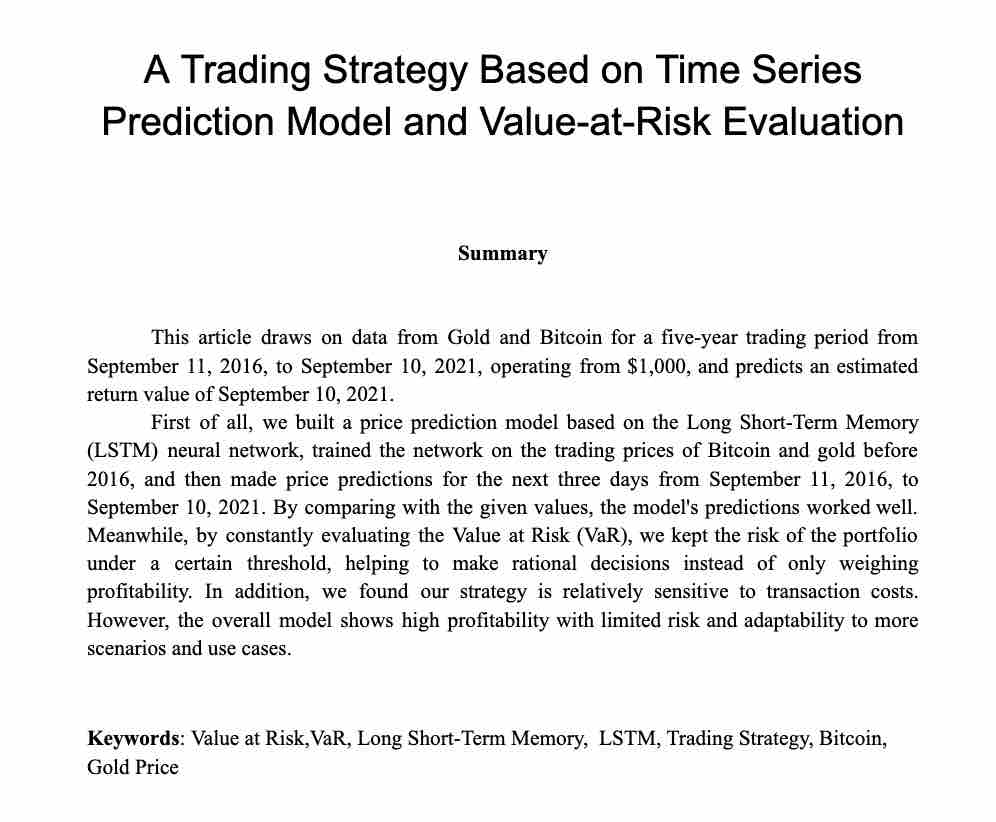 A Trading Strategy Based on Time Series
Prediction Model and Value-at-Risk Evaluation
Summary
This article draws on data from Gold and Bitcoin for a five-year trading period from
September 11, 2016, to September 10, 2021, operating from $1,000, and predicts an estimated
return value of September 10, 2021.
First of all, we built a price prediction model based on the Long Short-Term Memory
(LSTM) neural network, trained the network on the trading prices of Bitcoin and gold before
2016, and then made price predictions for the next three days from September 11, 2016, to
September 10, 2021. By comparing with the given values, the model's predictions worked well.
Meanwhile, by constantly evaluating the Value at Risk (VaR), we kept the risk of the portfolio
under a certain threshold, helping to make rational decisions instead of only weighing
profitability. In addition, we found our strategy is relatively sensitive to transaction costs.
However, the overall model shows high profitability with limited risk and adaptability to more
scenarios and use cases.
Keywords: Value at Risk,VaR, Long Short-Term Memory,  LSTM, Trading Strategy, Bitcoin,
Gold Price